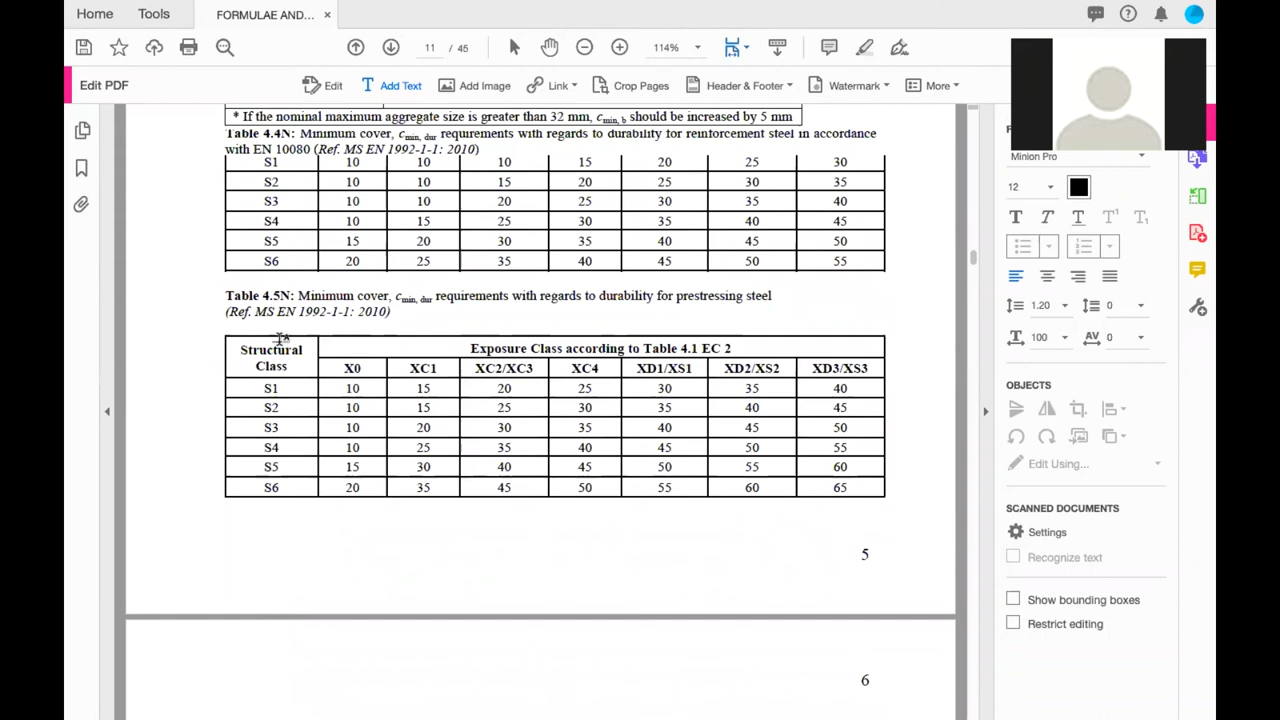 Home Tools FORMULAE AND... ×
11 / 45 114%
Edit PDF Edit Add Text Add Image Link Crop Pages Header & Footer Watermark More
* If the nominal maximum aggregate size is greater than 32 mm, cmin, b should be increased by 5 mm
Table 4.4N: Minimum cover, cmin, dur requrements with regards to durability for reinforcement steel in accordance
with EN 10080 (Ref. MS EN 1992-1-1: 2010)
S1 10 10 10 15 20 25 30
S2 10 10 15 20 25 30 35
S3 10 10 20 25 30 35 40
S4 10 15 25 30 35 40 45
S5 15 20 30 35 40 45 50
S6 20 25 35 40 45 50 55
Table 4.5N: Minimum cover, cmin, dur requirements with regards to durability for prestressing steel
(Ref. MS EN 1992-1-1: 2010)
Structural Class Exposure Class according to Table 4.1 EC 2
X0 XC1 XC2/XC3 XC4 XD1/XS1 XD2/XS2 XD3/XS3
S1 10 15 20 25 30 35 40
S2 10 15 25 30 35 40 45
S3 10 20 30 35 40 45 50
S4 10 25 35 40 45 50 55
S5 15 30 40 45 50 55 60
S6 20 35 45 50 55 60 65
5
6
Minion Pro
12
T T T T¹ T₁
1.20 0
100 AV 0
OBJECTS
Edit Using...
SCANNED DOCUMENTS
Settings
Recognize text
Show bounding boxes
Restrict editing